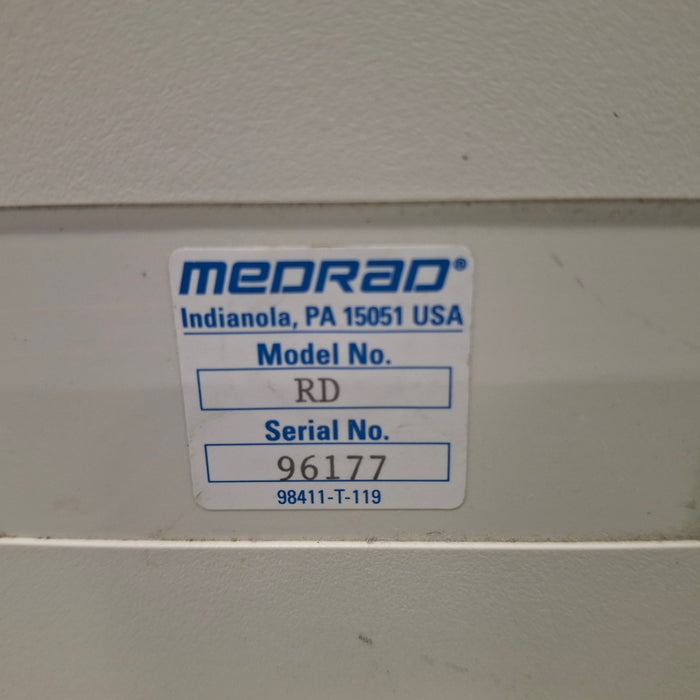 MEDRAD®
Indianola, PA 15051 USA
Model No.
RD
Serial No.
96177
98411-T-119